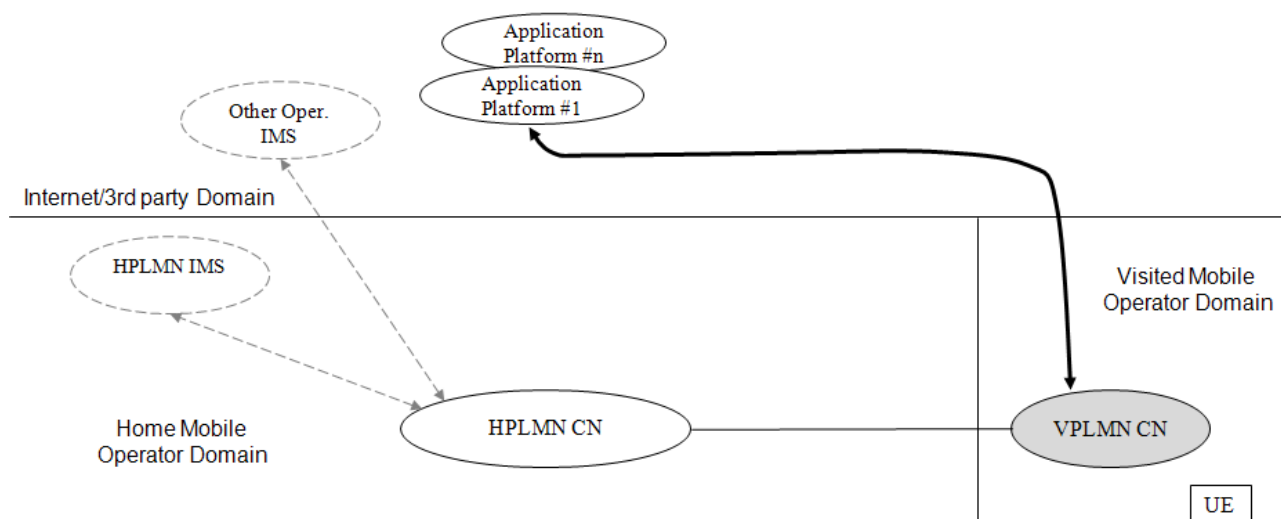 Application
Platform #n
Application
Platform #1
Other Oper.
IMS
Internet/3rd party Domain
HPLMN IMS
Visited Mobile
Operator Domain
Home Mobile
Operator Domain
HPLMN CN
VPLMN CN
UE